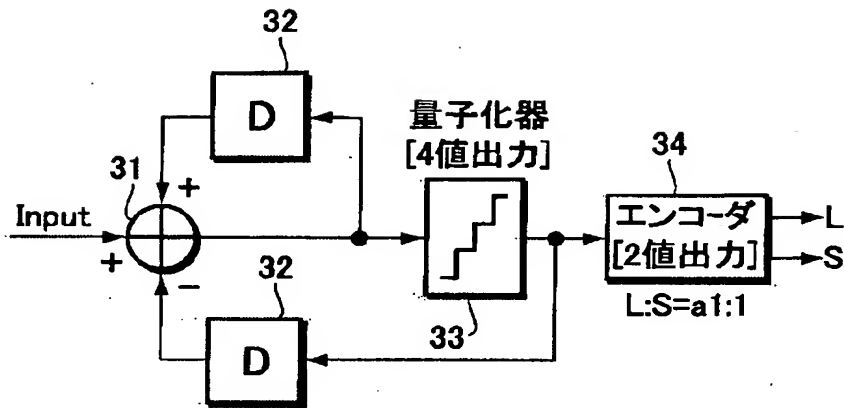 32
D
量子化器
[4値出力]
34
31
+
Input
+
-
エンコーダ
[2値出力]
L
S
L:S=a1:1
32
D
33